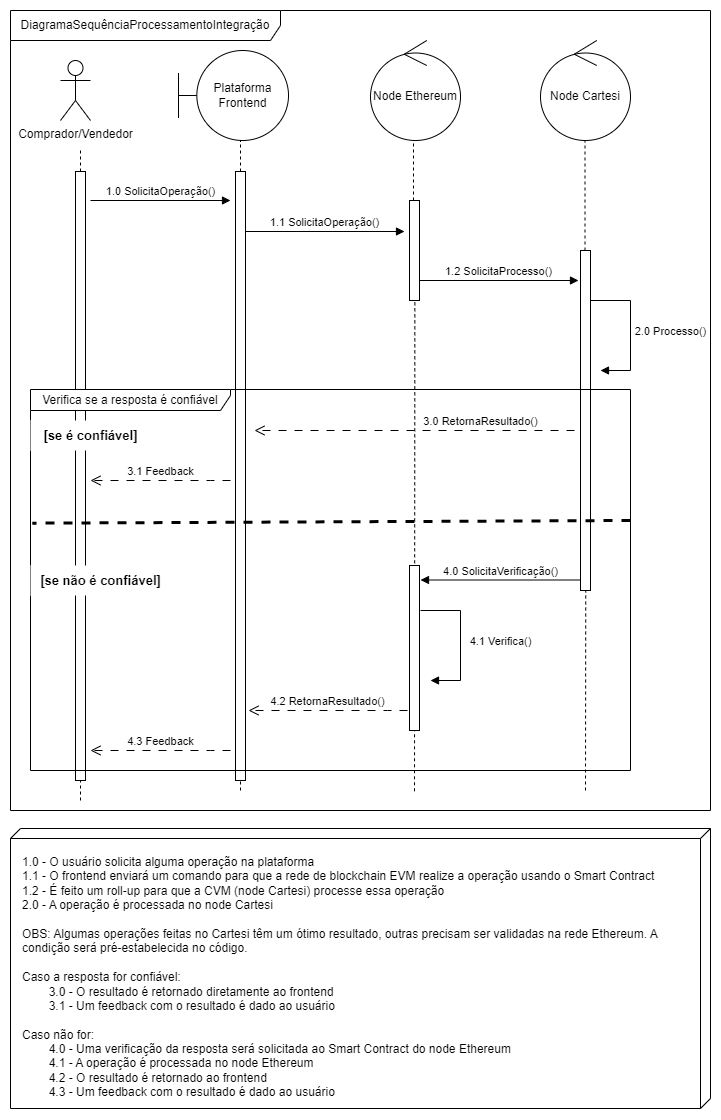 DiagramaSequênciaProcessamentoIntegração
Comprador/Vendedor
Plataforma
Frontend
Node Ethereum
Node Cartesi
1.0 SolicitaOperação()
1.1 SolicitaOperação()
1.2 SolicitaProcesso()
2.0 Processo()
Verifica se a resposta é confiável
3.0 RetornaResultado()
[se é confiável]
3.1 Feedback
4.0 SolicitaVerificação()
[se não é confiável]
4.1 Verifica()
4.2 RetornaResultado()
4.3 Feedback
1.0 - O usuário solicita alguma operação na plataforma
1.1 - O frontend enviará um comando para que a rede de blockchain EVM realize a operação usando o Smart Contract
1.2 - É feito um roll-up para que a CVM (node Cartesi) processe essa operação
2.0 - A operação é processada no node Cartesi
OBS: Algumas operações feitas no Cartesi têm um ótimo resultado, outras precisam ser validadas na rede Ethereum. A
condição será pré-estabelecida no código.
Caso a resposta for confiável:
3.0 - O resultado é retornado diretamente ao frontend
3.1 - Um feedback com o resultado é dado ao usuário
Caso não for:
4.0 - Uma verificação da resposta será solicitada ao Smart Contract do node Ethereum
4.1 - A operação é processada no node Ethereum
4.2 - O resultado é retornado ao frontend
4.3 - Um feedback com o resultado é dado ao usuário